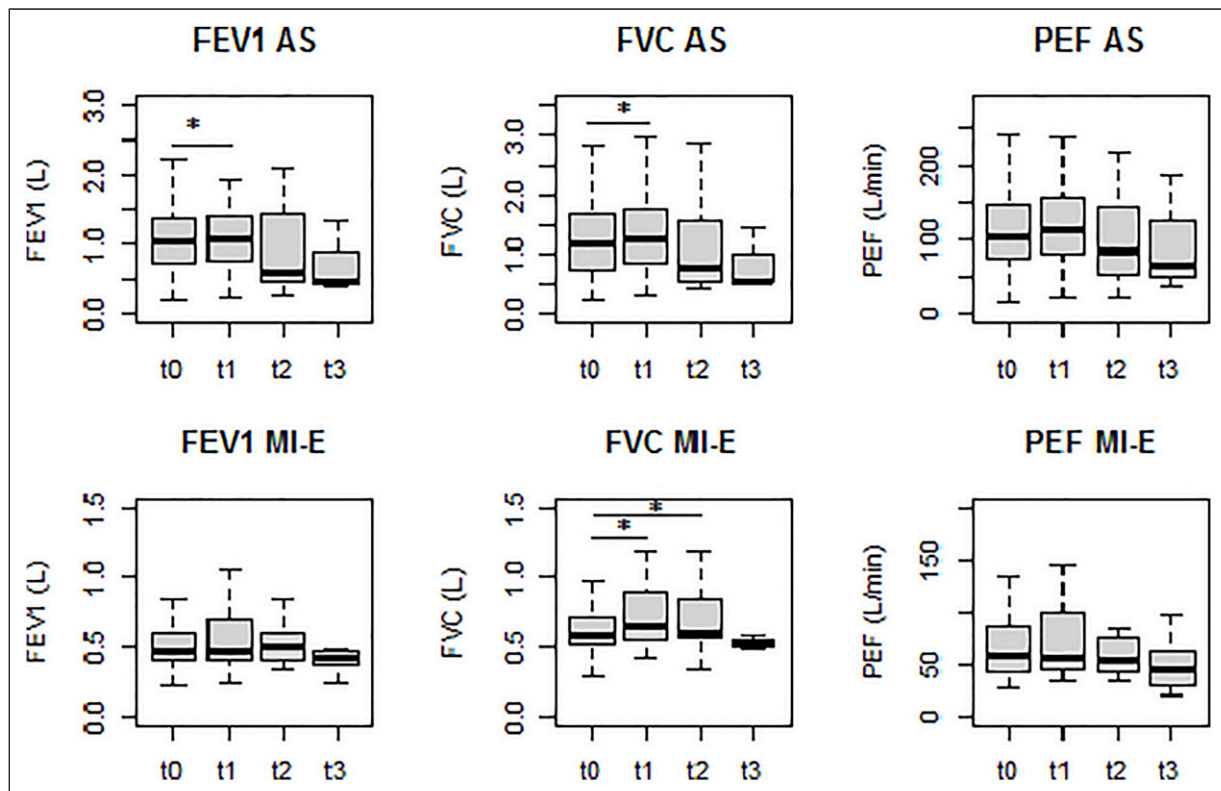 FEV1 AS
FVC AS
PEF AS
FEV1 (L)
3.0
2.0
1.0
0.0
*
t0 t1 t2 t3
FVC (L)
3.0
2.0
1.0
0.0
*
t0 t1 t2 t3
PEF (L/min)
200
100
0
t0 t1 t2 t3
FEV1 MI-E
FVC MI-E
PEF MI-E
FEV1 (L)
1.5
1.0
0.5
0.0
t0 t1 t2 t3
FVC (L)
1.5
1.0
0.5
0.0
*
*
t0 t1 t2 t3
PEF (L/min)
150
50
0
t0 t1 t2 t3